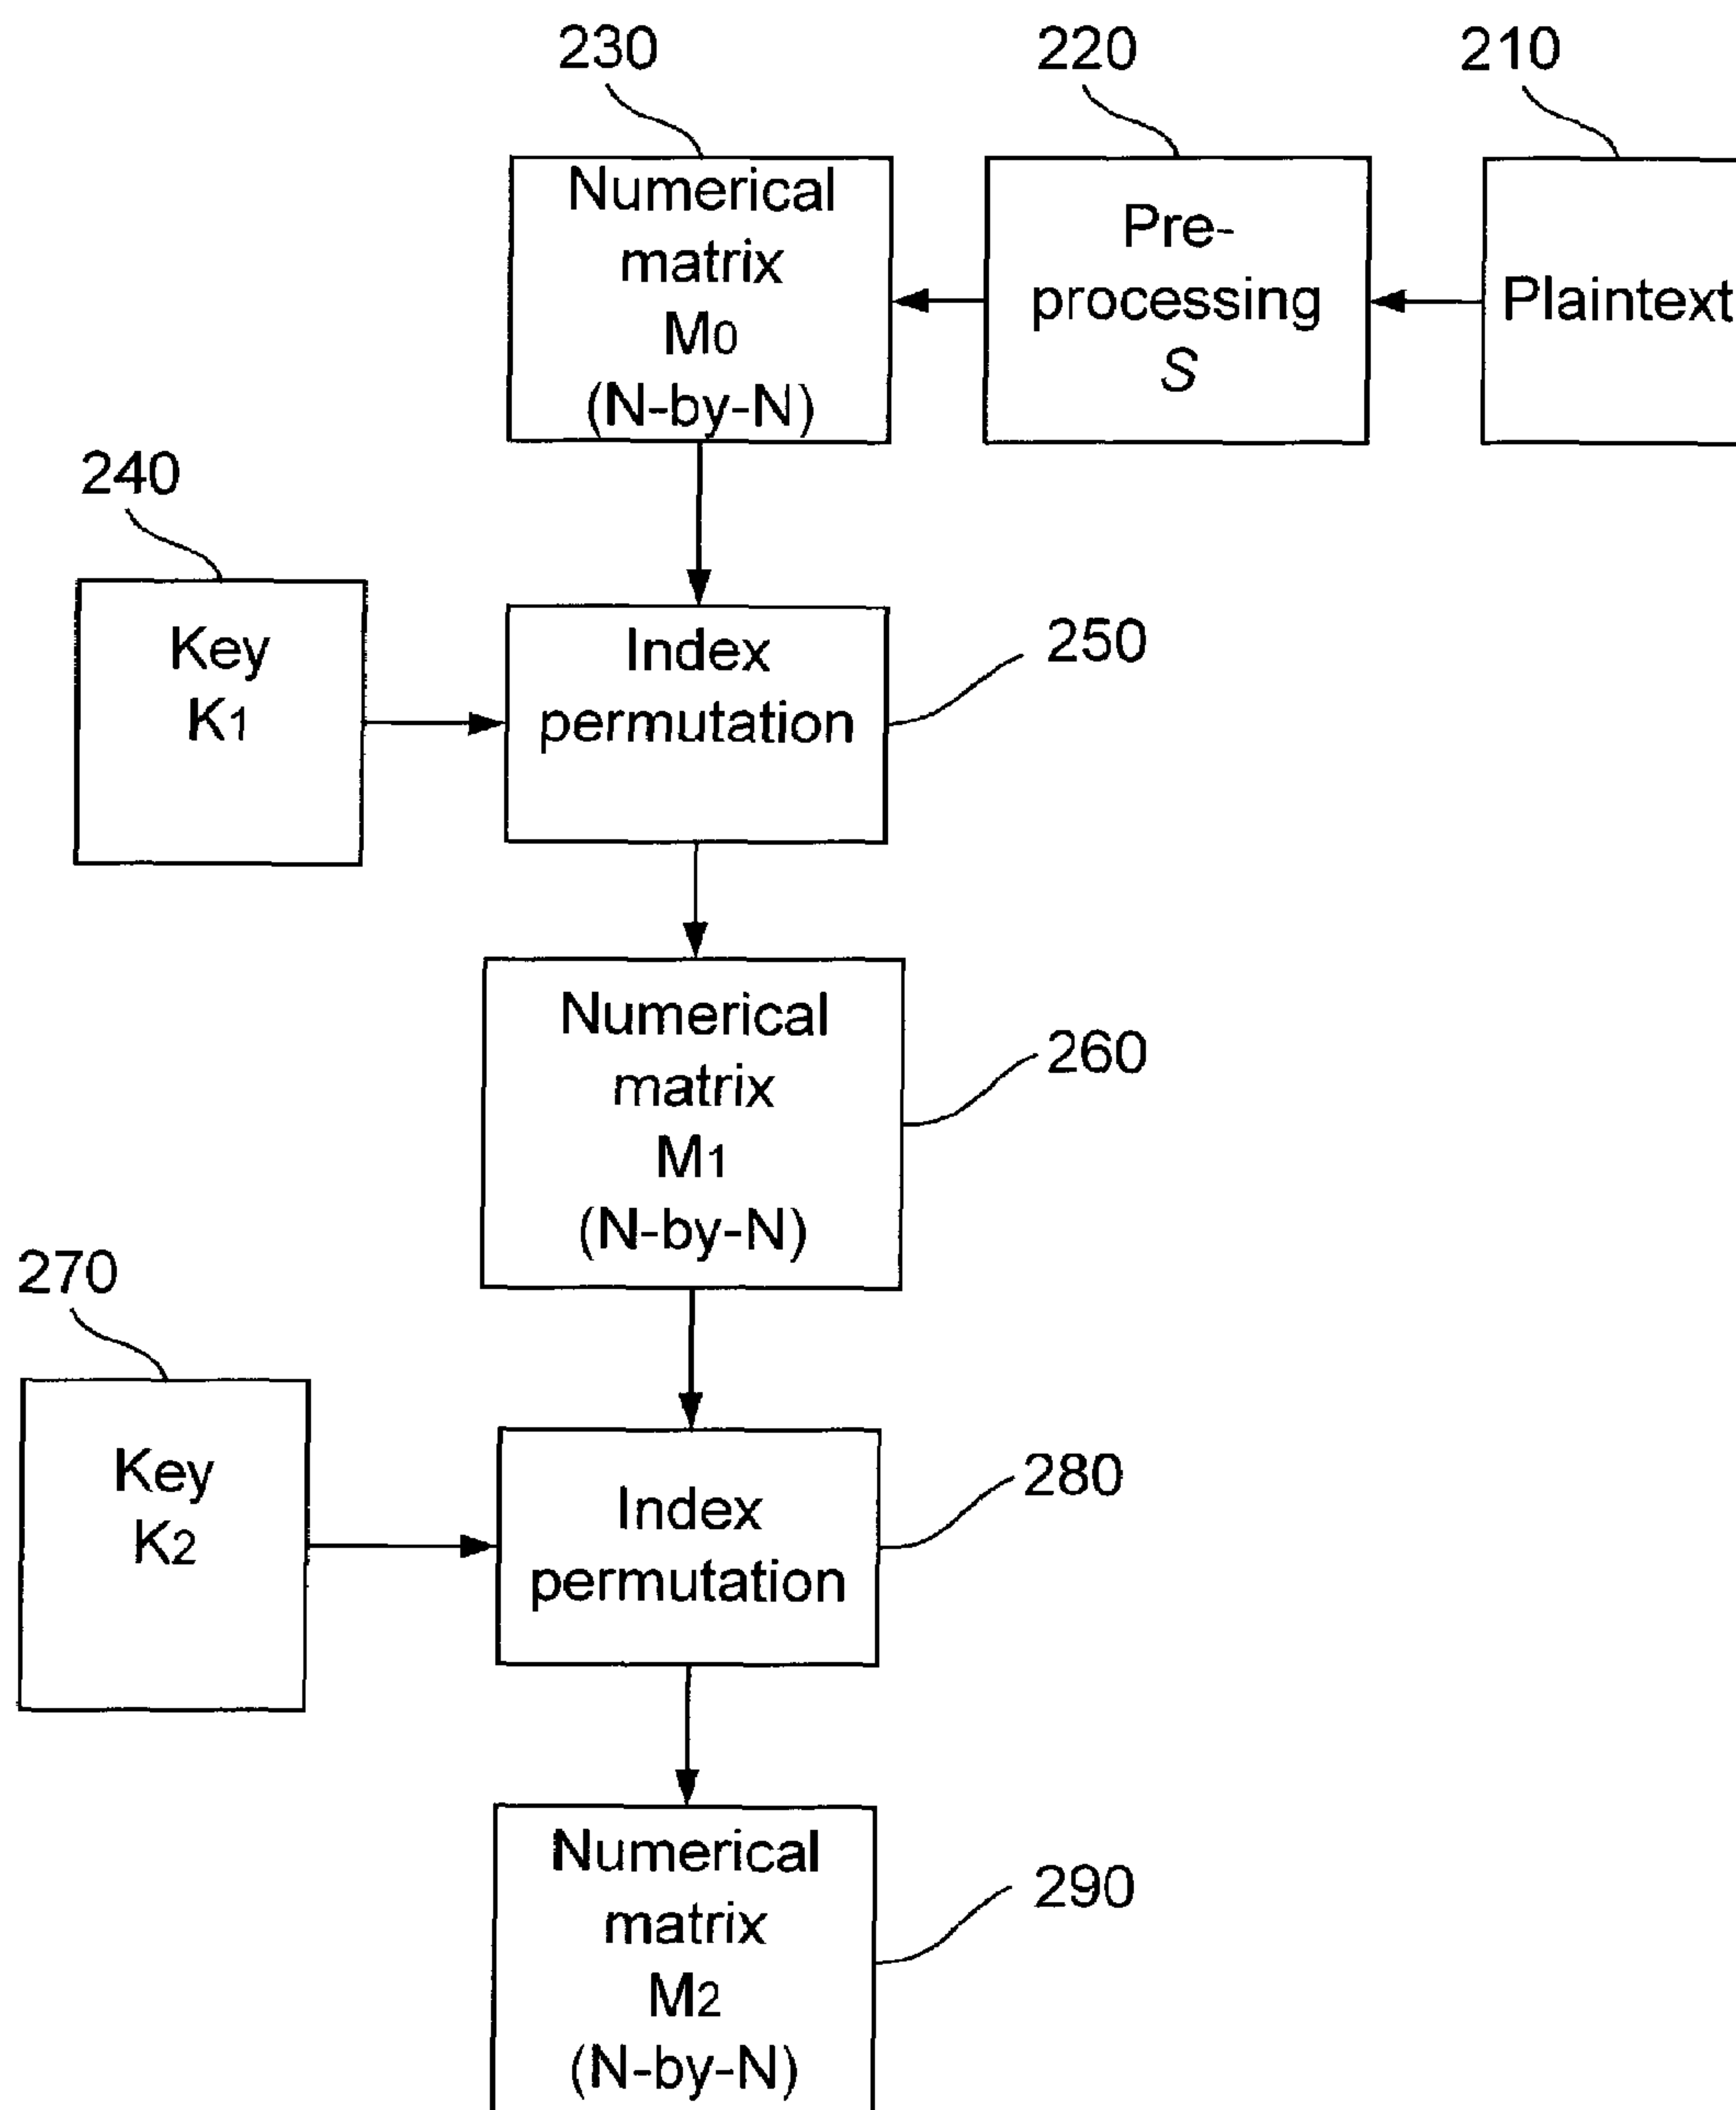 230
220
210
Numerical
matrix
M0
(N-by-N)
Pre-
processing
S
Plaintext
240
Key
K1
Index
permutation
250
Numerical
matrix
M1
(N-by-N)
260
270
Key
K2
Index
permutation
280
Numerical
matrix
M2
(N-by-N)
290